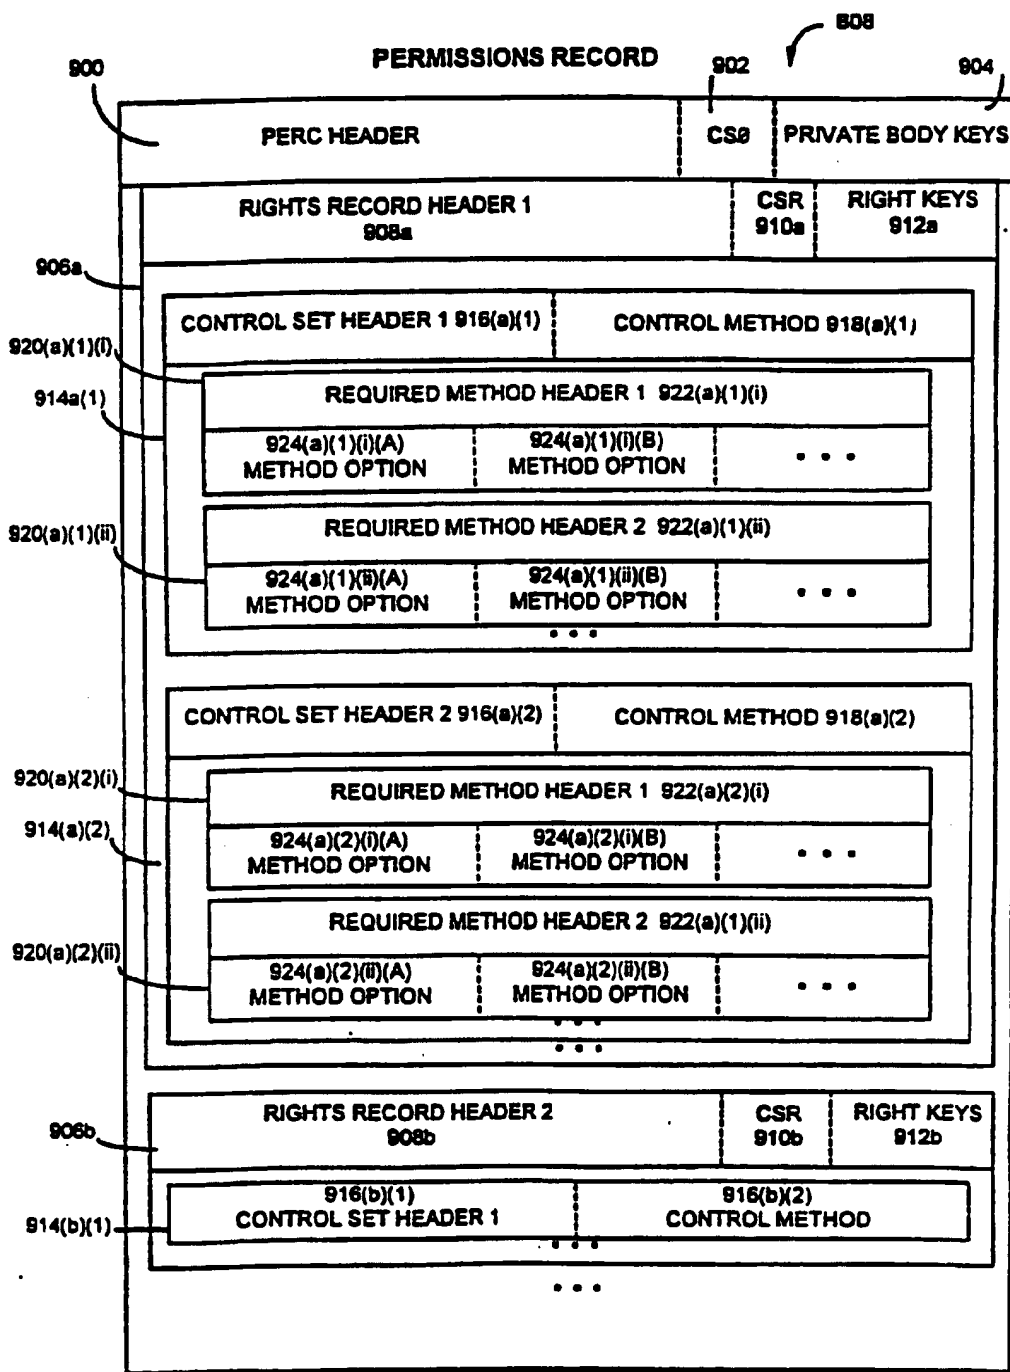 808
PERMISSIONS RECORD
900
902
904
PERC HEADER
CS0
PRIVATE BODY KEYS
RIGHTS RECORD HEADER 1
908a
CSR
910a
RIGHT KEYS
912a
906a
CONTROL SET HEADER 1 916(a)(1)
CONTROL METHOD 918(a)(1)
920(a)(1)(i)
REQUIRED METHOD HEADER 1 922(a)(1)(i)
914a(1)
924(a)(1)(i)(A)
METHOD OPTION
924(a)(1)(i)(B)
METHOD OPTION
• • •
REQUIRED METHOD HEADER 2 922(a)(1)(ii)
920(a)(1)(ii)
924(a)(1)(ii)(A)
METHOD OPTION
924(a)(1)(ii)(B)
METHOD OPTION
• • •
• • •
CONTROL SET HEADER 2 916(a)(2)
CONTROL METHOD 918(a)(2)
920(a)(2)(i)
REQUIRED METHOD HEADER 1 922(a)(2)(i)
914(a)(2)
924(a)(2)(i)(A)
METHOD OPTION
924(a)(2)(i)(B)
METHOD OPTION
• • •
REQUIRED METHOD HEADER 2 922(a)(1)(ii)
920(a)(2)(ii)
924(a)(2)(ii)(A)
METHOD OPTION
924(a)(2)(ii)(B)
METHOD OPTION
• • •
• • •
• • •
RIGHTS RECORD HEADER 2
908b
CSR
910b
RIGHT KEYS
912b
906b
916(b)(1)
CONTROL SET HEADER 1
916(b)(2)
CONTROL METHOD
914(b)(1)
• • •
• • •